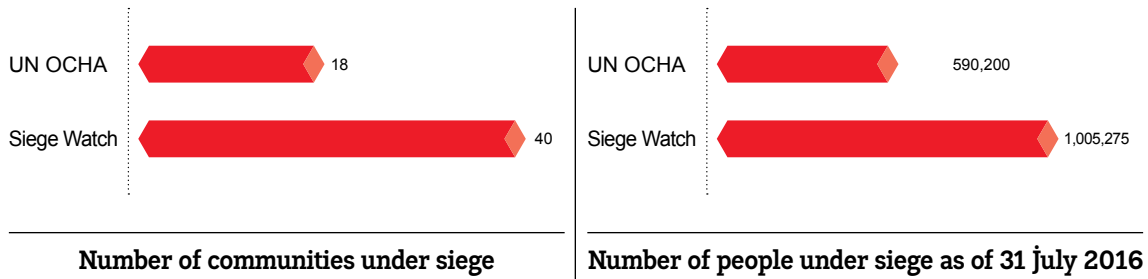 UN OCHA 18
Siege Watch 40
Number of communities under siege
UN OCHA 590,200
Siege Watch 1,005,275
Number of people under siege as of 31 july 2016